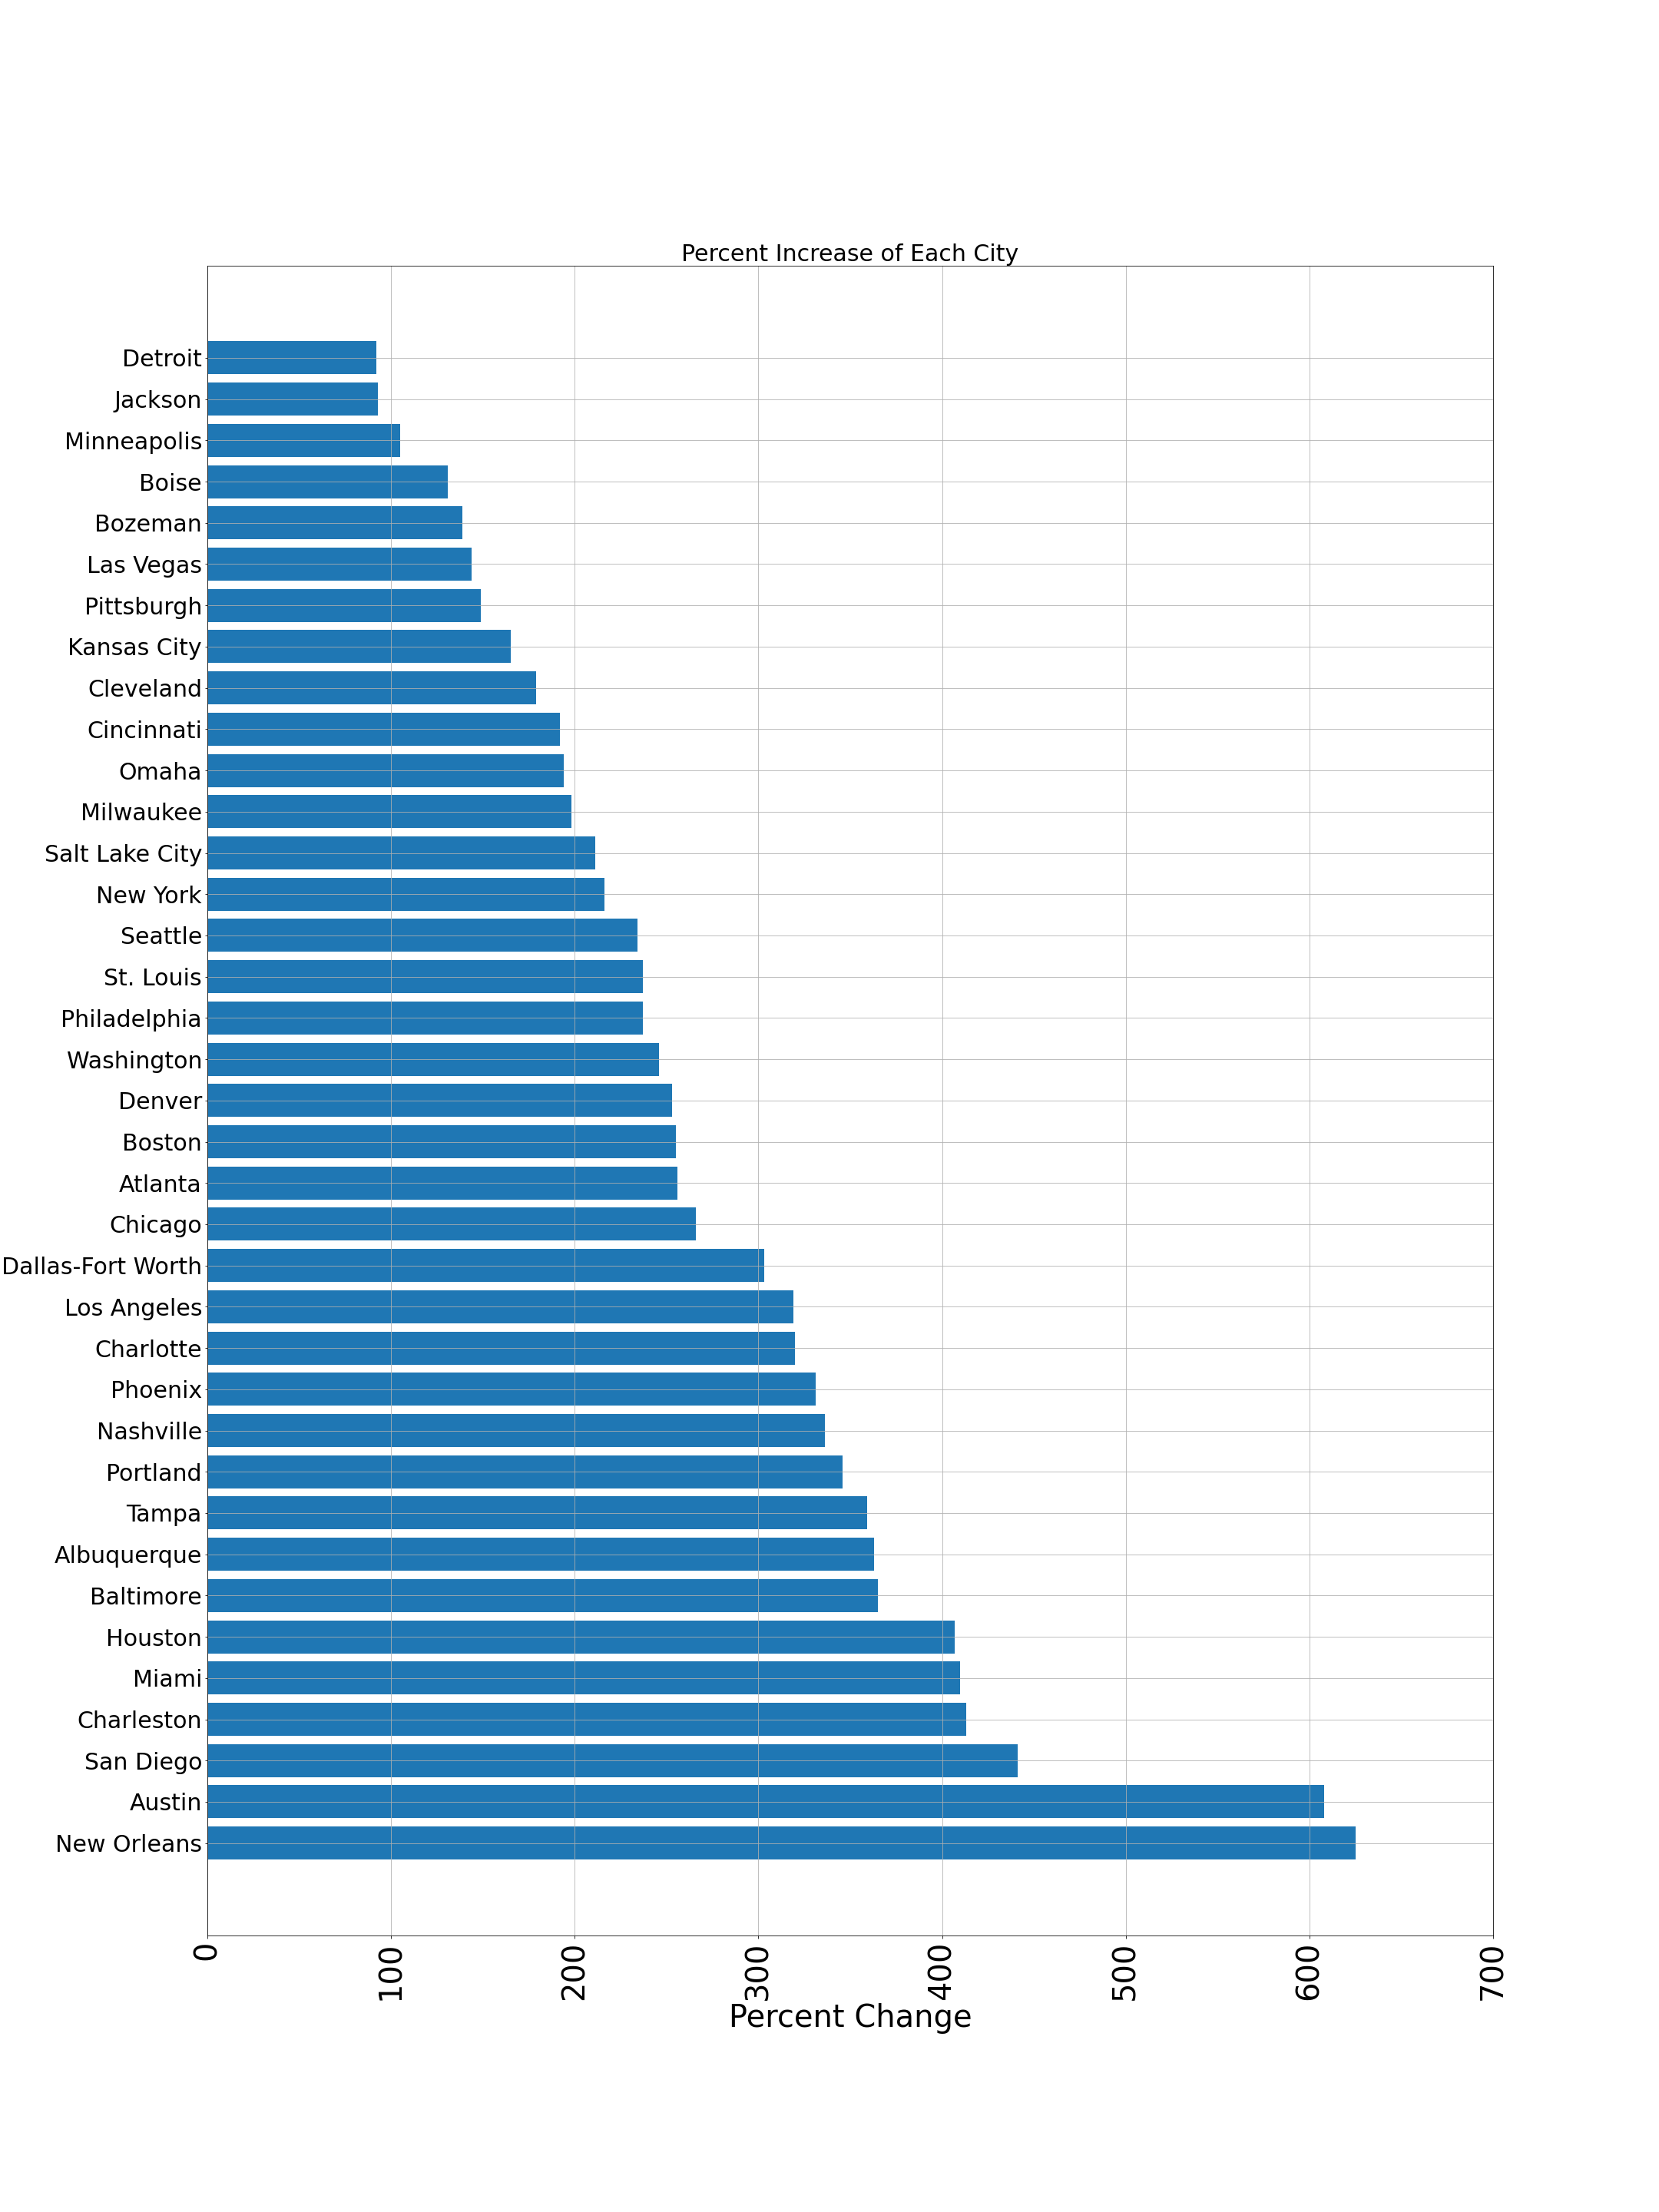 Percent Increase of Each City
Detroit
Jackson
Minneapolis
Boise
Bozeman
Las Vegas
Pittsburgh
Kansas City
Cleveland
Cincinnati
Omaha
Milwaukee
Salt Lake City
New York
Seattle
St. Louis
Philadelphia
Washington
Denver
Boston
Atlanta
Chicago
Dallas-Fort Worth
Los Angeles
Charlotte
Phoenix
Nashville
Portland
Tampa
Albuquerque
Baltimore
Houston
Miami
Charleston
San Diego
Austin
New Orleans
0 100 200 300 400 500 600 700
Percent Change